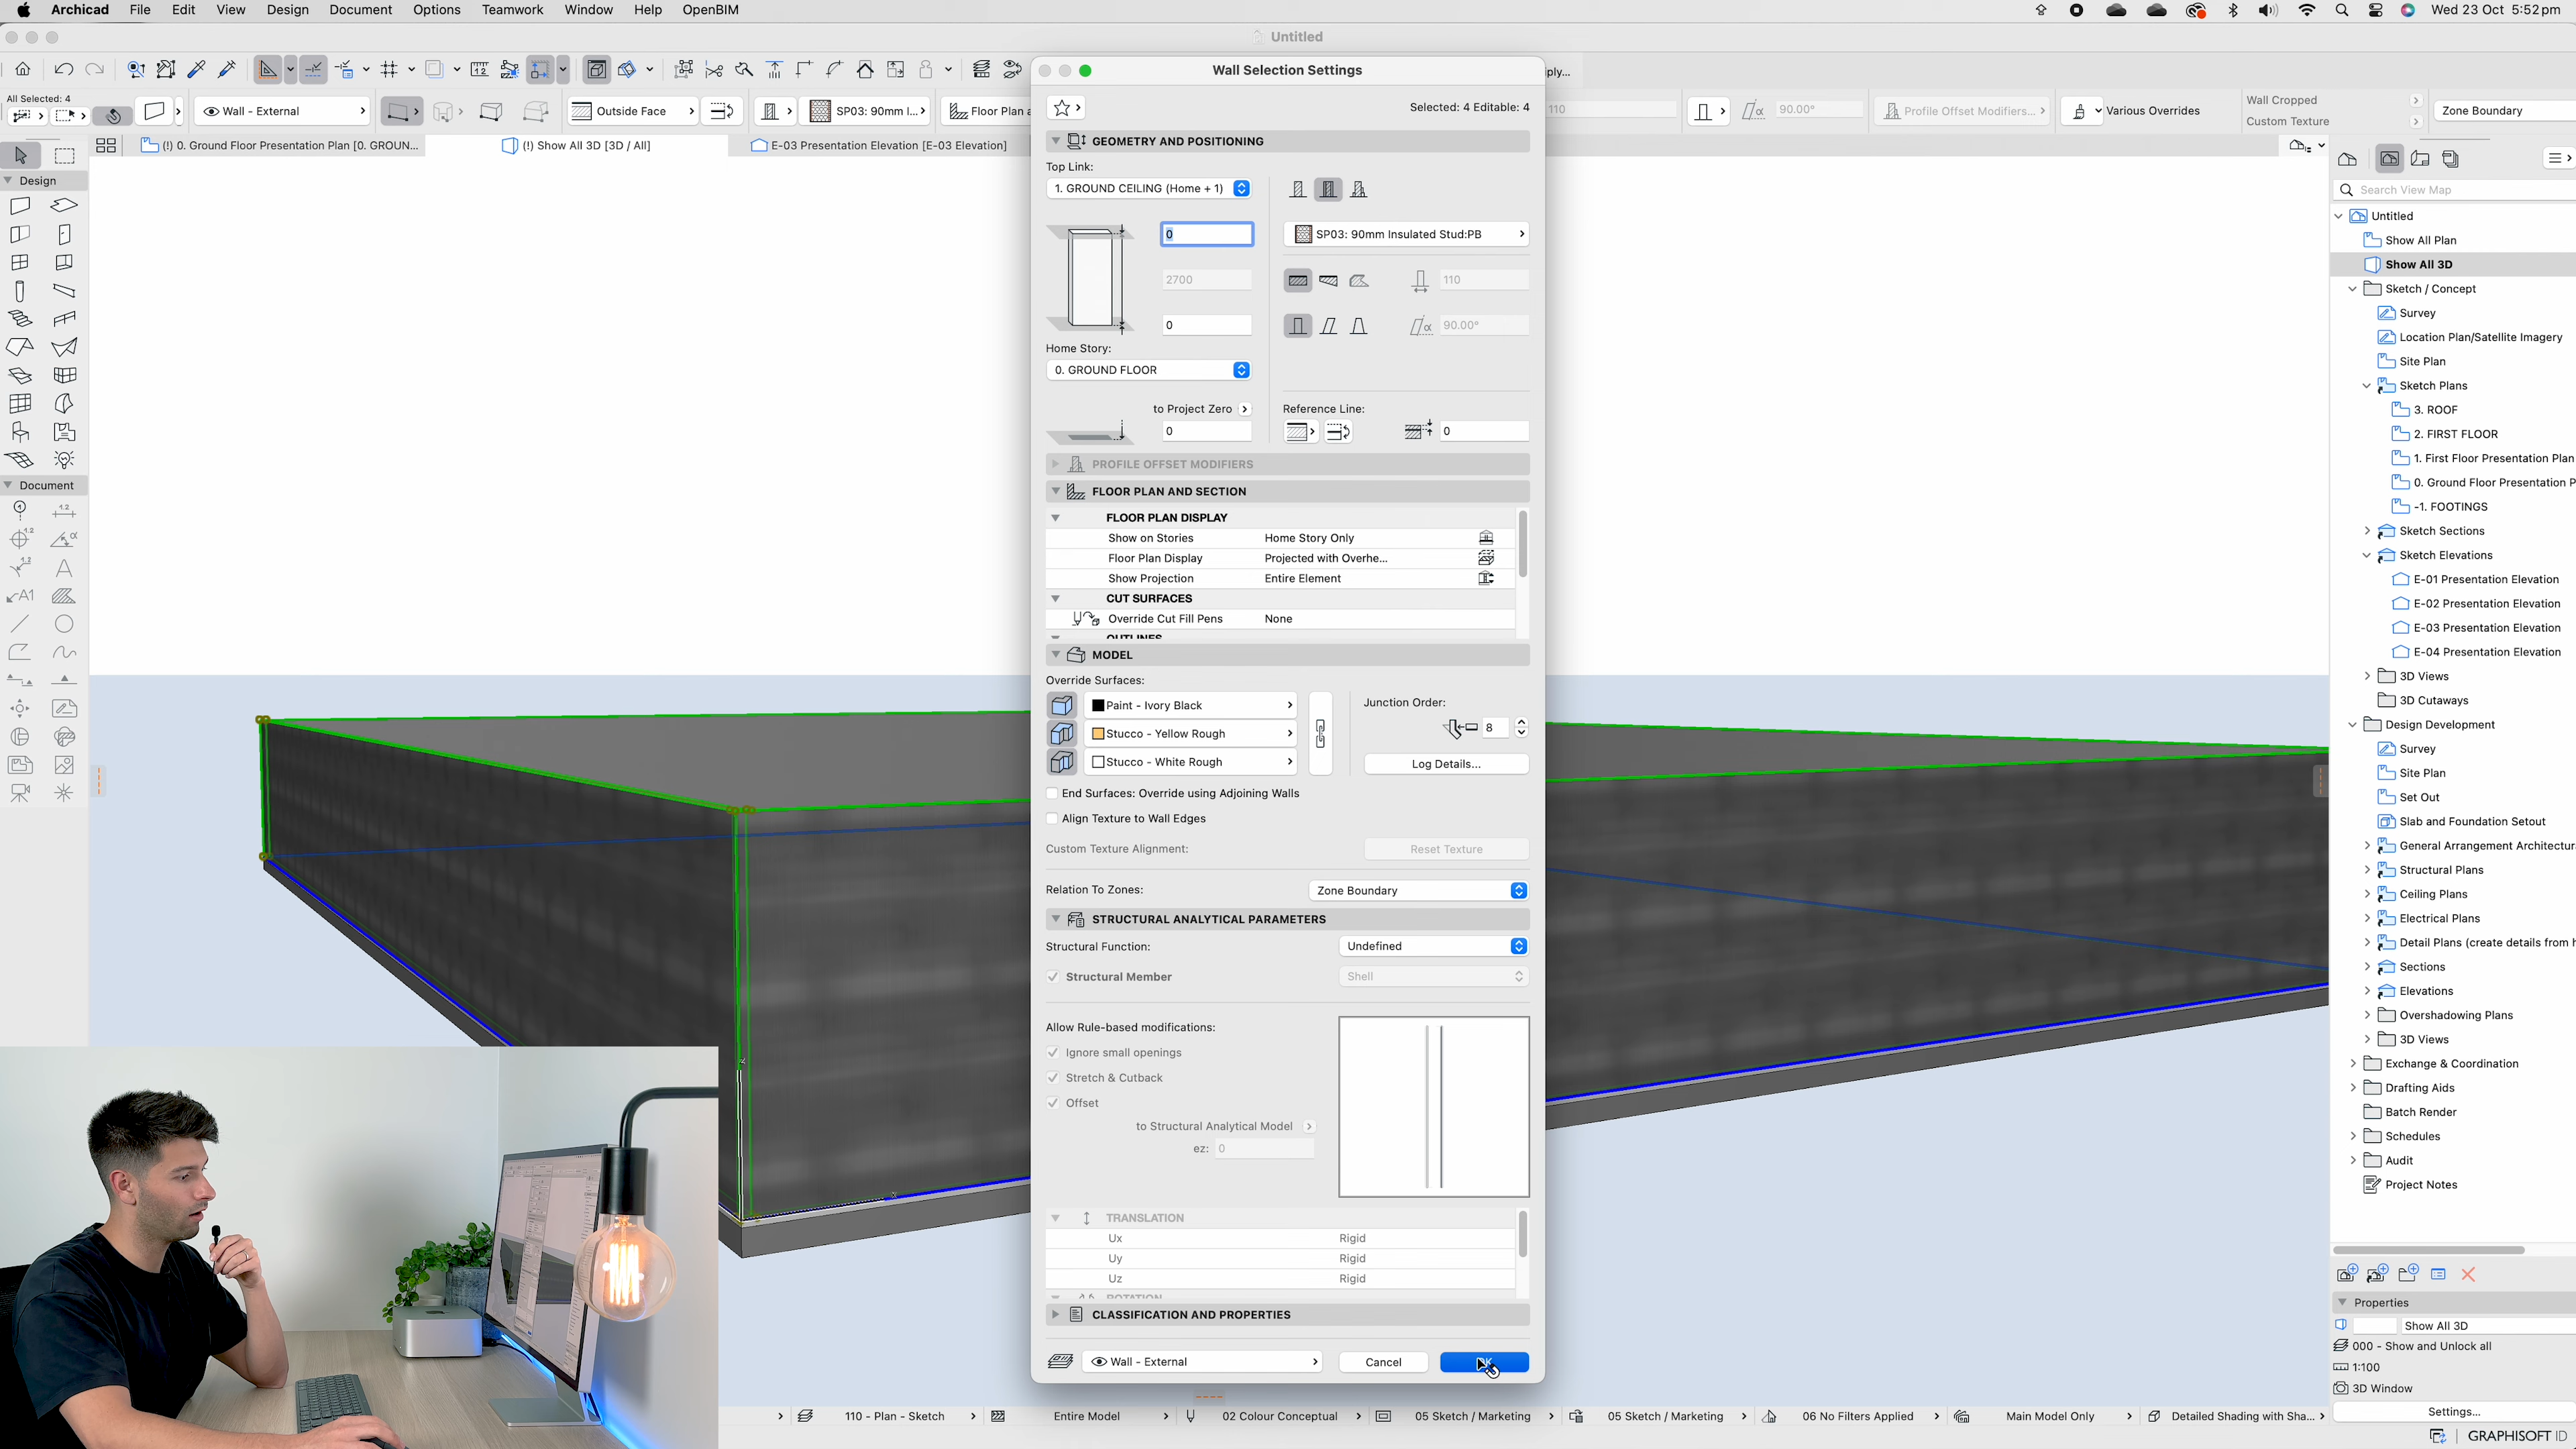 Archicad File Edit View Design Document Options Teamwork Window Help OpenBIM
Wed 23 Oct 5:52 pm
Untitled
Wall Selection Settings
ply...
All Selected: 4
Wall - External
Outside Face
SP03: 90mm I...
Floor Plan a
110
90.00°
Profile Offset Modifiers...
Various Overrides
Wall Cropped
Custom Texture
Zone Boundary
(!) 0. Ground Floor Presentation Plan [0. GROUN...
(!) Show All 3D [3D / All]
E-03 Presentation Elevation [E-03 Elevation]
Design
Document
Selected: 4 Editable: 4
GEOMETRY AND POSITIONING
Top Link:
1. GROUND CEILING (Home + 1)
0
SP03: 90mm Insulated Stud:PB
2700
110
0
90.00°
Home Story:
0. GROUND FLOOR
to Project Zero
Reference Line:
0
0
PROFILE OFFSET MODIFIERS
FLOOR PLAN AND SECTION
FLOOR PLAN DISPLAY
Show on Stories Home Story Only
Floor Plan Display Projected with Overhe...
Show Projection Entire Element
CUT SURFACES
Override Cut Fill Pens None
OUTLINES
MODEL
Override Surfaces:
Paint - Ivory Black
Junction Order:
Stucco - Yellow Rough
8
Stucco - White Rough
Log Details...
End Surfaces: Override using Adjoining Walls
Align Texture to Wall Edges
Custom Texture Alignment:
Reset Texture
Relation To Zones:
Zone Boundary
STRUCTURAL ANALYTICAL PARAMETERS
Structural Function:
Undefined
Structural Member
Shell
Allow Rule-based modifications:
Ignore small openings
Stretch & Cutback
Offset
to Structural Analytical Model
ez: 0
TRANSLATION
Ux Rigid
Uy Rigid
Uz Rigid
ROTATION
CLASSIFICATION AND PROPERTIES
Wall - External
Cancel
Search View Map
Untitled
Show All Plan
Show All 3D
Sketch / Concept
Survey
Location Plan/Satellite Imagery
Site Plan
Sketch Plans
3. ROOF
2. FIRST FLOOR
1. First Floor Presentation Plan
0. Ground Floor Presentation P
-1. FOOTINGS
Sketch Sections
Sketch Elevations
E-01 Presentation Elevation
E-02 Presentation Elevation
E-03 Presentation Elevation
E-04 Presentation Elevation
3D Views
3D Cutaways
Design Development
Survey
Site Plan
Set Out
Slab and Foundation Setout
General Arrangement Architectur
Structural Plans
Ceiling Plans
Electrical Plans
Detail Plans (create details from h
Sections
Elevations
Overshadowing Plans
3D Views
Exchange & Coordination
Drafting Aids
Batch Render
Schedules
Audit
Project Notes
Properties
Show All 3D
000 - Show and Unlock all
1:100
3D Window
Settings...
110 - Plan - Sketch
Entire Model
02 Colour Conceptual
05 Sketch / Marketing
05 Sketch / Marketing
06 No Filters Applied
Main Model Only
Detailed Shading with Sha...
GRAPHISOFT ID